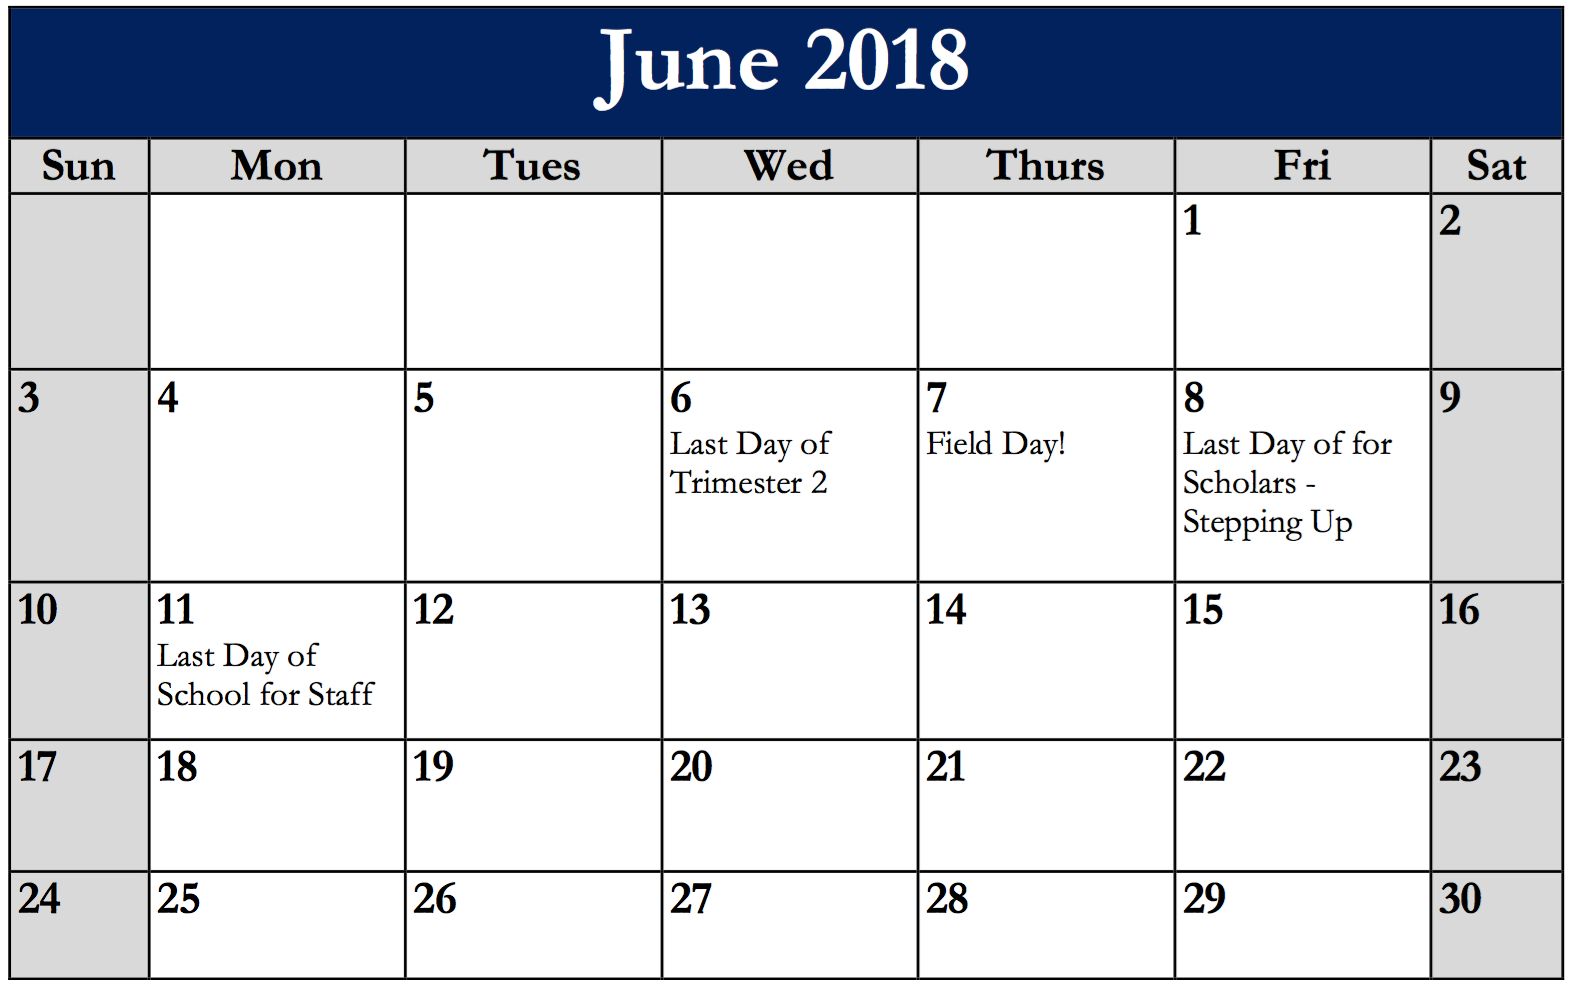 June 2018
Sun Mon Tues Wed Thurs Fri Sat
1 2
3 4 5 6 7 8 9
Last Day of
Trimester 2
Field Day!
Last Day of for
Scholars -
Stepping Up
10 11 12 13 14 15 16
Last Day of
School for Staff
17 18 19 20 21 22 23
24 25 26 27 28 29 30